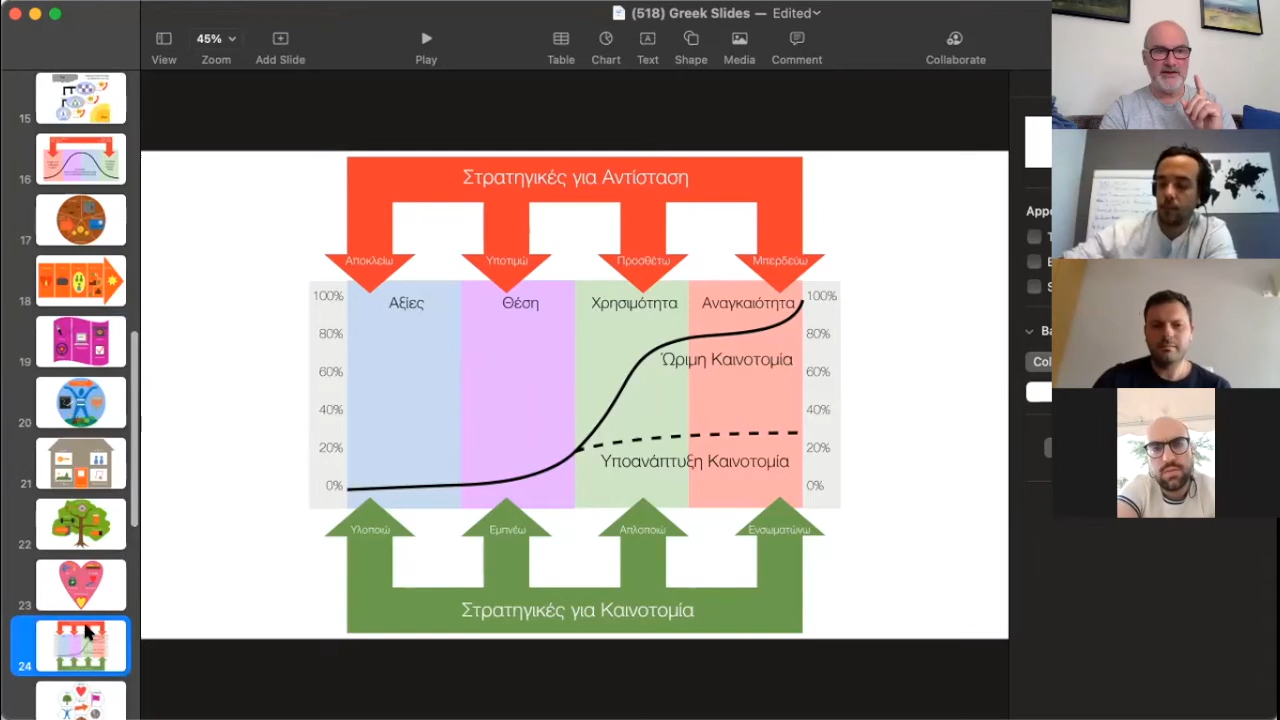 (518) Greek Slides — Edited
45%
View
Zoom
Add Slide
Play
Table
Chart
Text
Shape
Media
Comment
Collaborate
15
16
17
18
19
20
21
22
23
24
Στρατηγικές για Αντίσταση
Αποκλείω
Υποτιμώ
Προσθέτω
Μπερδεύω
100%
Αξίες
Θέση
Χρησιμότητα
Αναγκαιότητα
100%
80%
80%
Ώριμη Καινοτομία
60%
60%
40%
40%
20%
20%
Υποανάπτυξη Καινοτομία
0%
0%
Υλοποιώ
Εμπνέω
Απλοποιώ
Ενσωματώνω
Στρατηγικές για Καινοτομία